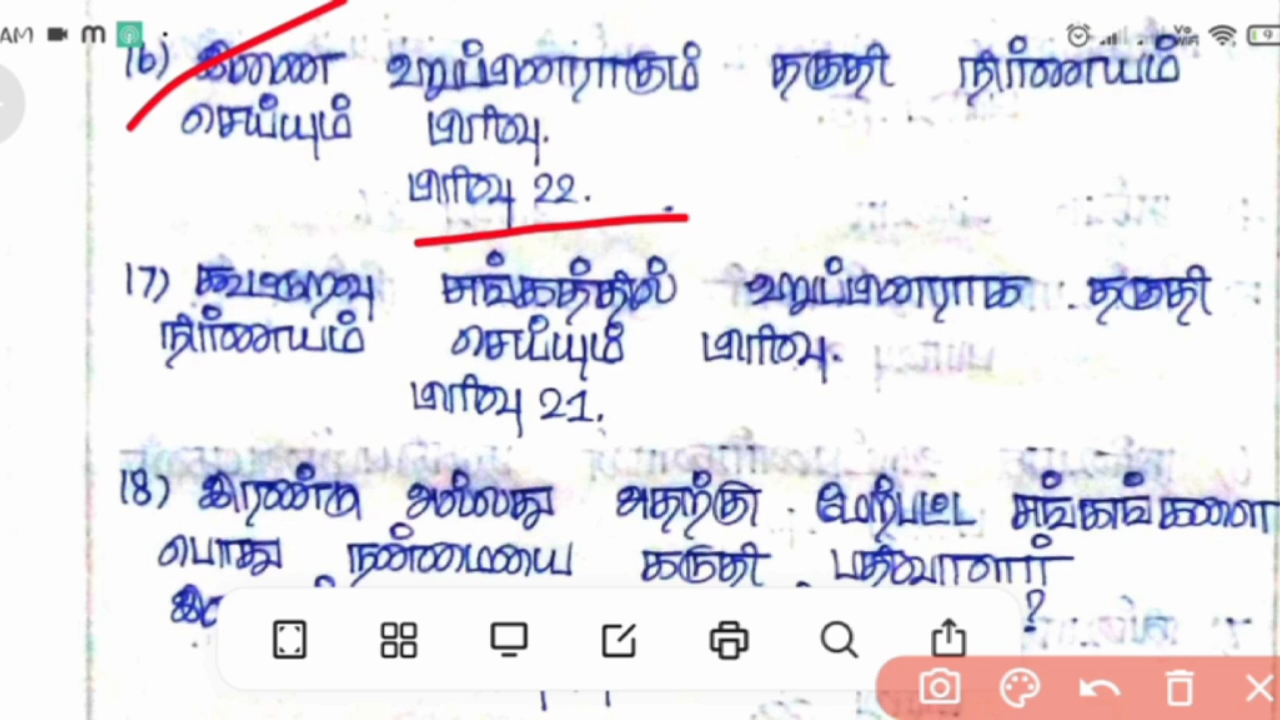 AM m
16) இணை உறுப்பினராகும் தகுதி நிர்ணயம்
செய்யும் பிரிவு.
பிரிவு 22.
17) கூட்டுறவு சங்கத்தில் உறுப்பினராக தகுதி
நிர்ணயம் செய்யும் பிரிவு.
பிரிவு 21.
18) இரண்டு அல்லது அதற்கு மேற்பட்ட சங்கங்களை
பொது நன்மையை கருதி பதிவாளர்
?